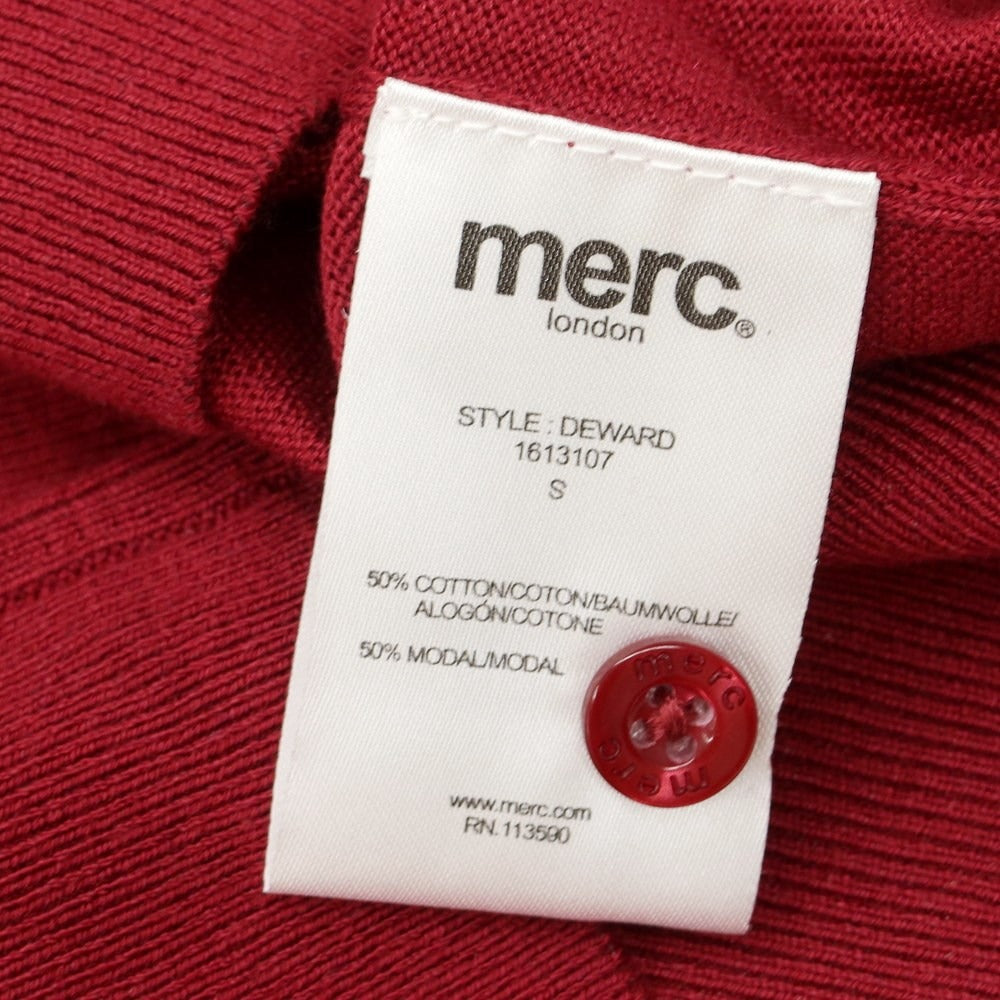 merc®
london
STYLE : DEWARD
1613107
S
50% COTTON/COTON/BAUMWOLLE/
ALOGÓN/COTONE
50% MODAL/MODAL
merc
merc
www.merc.com
RN.113590